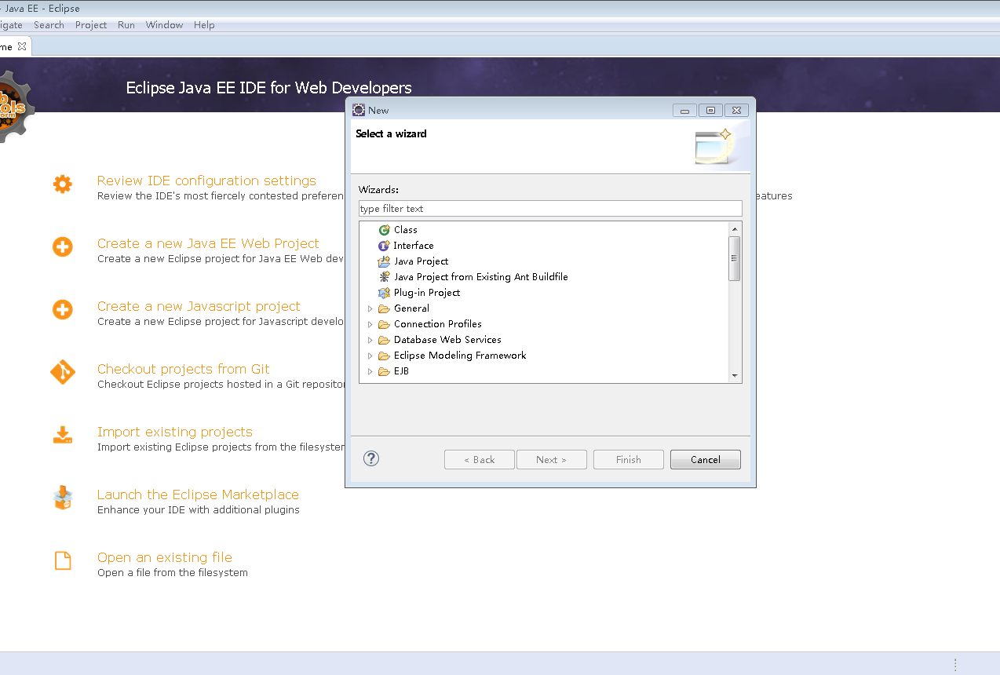 - Java EE - Eclipse
igate Search Project Run Window Help
me
Eclipse Java EE IDE for Web Developers
New
Select a wizard
Wizards:
type filter text
Class
Interface
Java Project
Java Project from Existing Ant Buildfile
Plug-in Project
General
Connection Profiles
Database Web Services
Eclipse Modeling Framework
EJB
< Back Next > Finish Cancel
Review IDE configuration settings
Review the IDE's most fiercely contested preferen
eatures
Create a new Java EE Web Project
Create a new Eclipse project for Java EE Web dev
Create a new Javascript project
Create a new Eclipse project for Javascript develo
Checkout projects from Git
Checkout Eclipse projects hosted in a Git repositor
Import existing projects
Import existing Eclipse projects from the filesystem
Launch the Eclipse Marketplace
Enhance your IDE with additional plugins
Open an existing file
Open a file from the filesystem